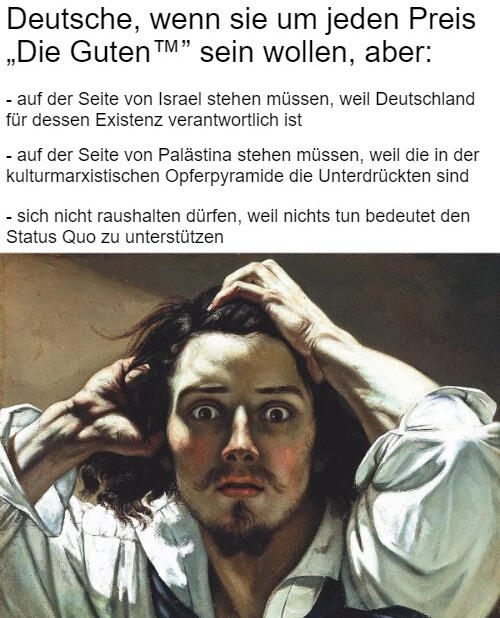 Deutsche, wenn sie um jeden Preis
„Die Guten™” sein wollen, aber:
- auf der Seite von Israel stehen müssen, weil Deutschland
für dessen Existenz verantwortlich ist
- auf der Seite von Palästina stehen müssen, weil die in der
kulturmarxistischen Opferpyramide die Unterdrückten sind
- sich nicht raushalten dürfen, weil nichts tun bedeutet den
Status Quo zu unterstützen